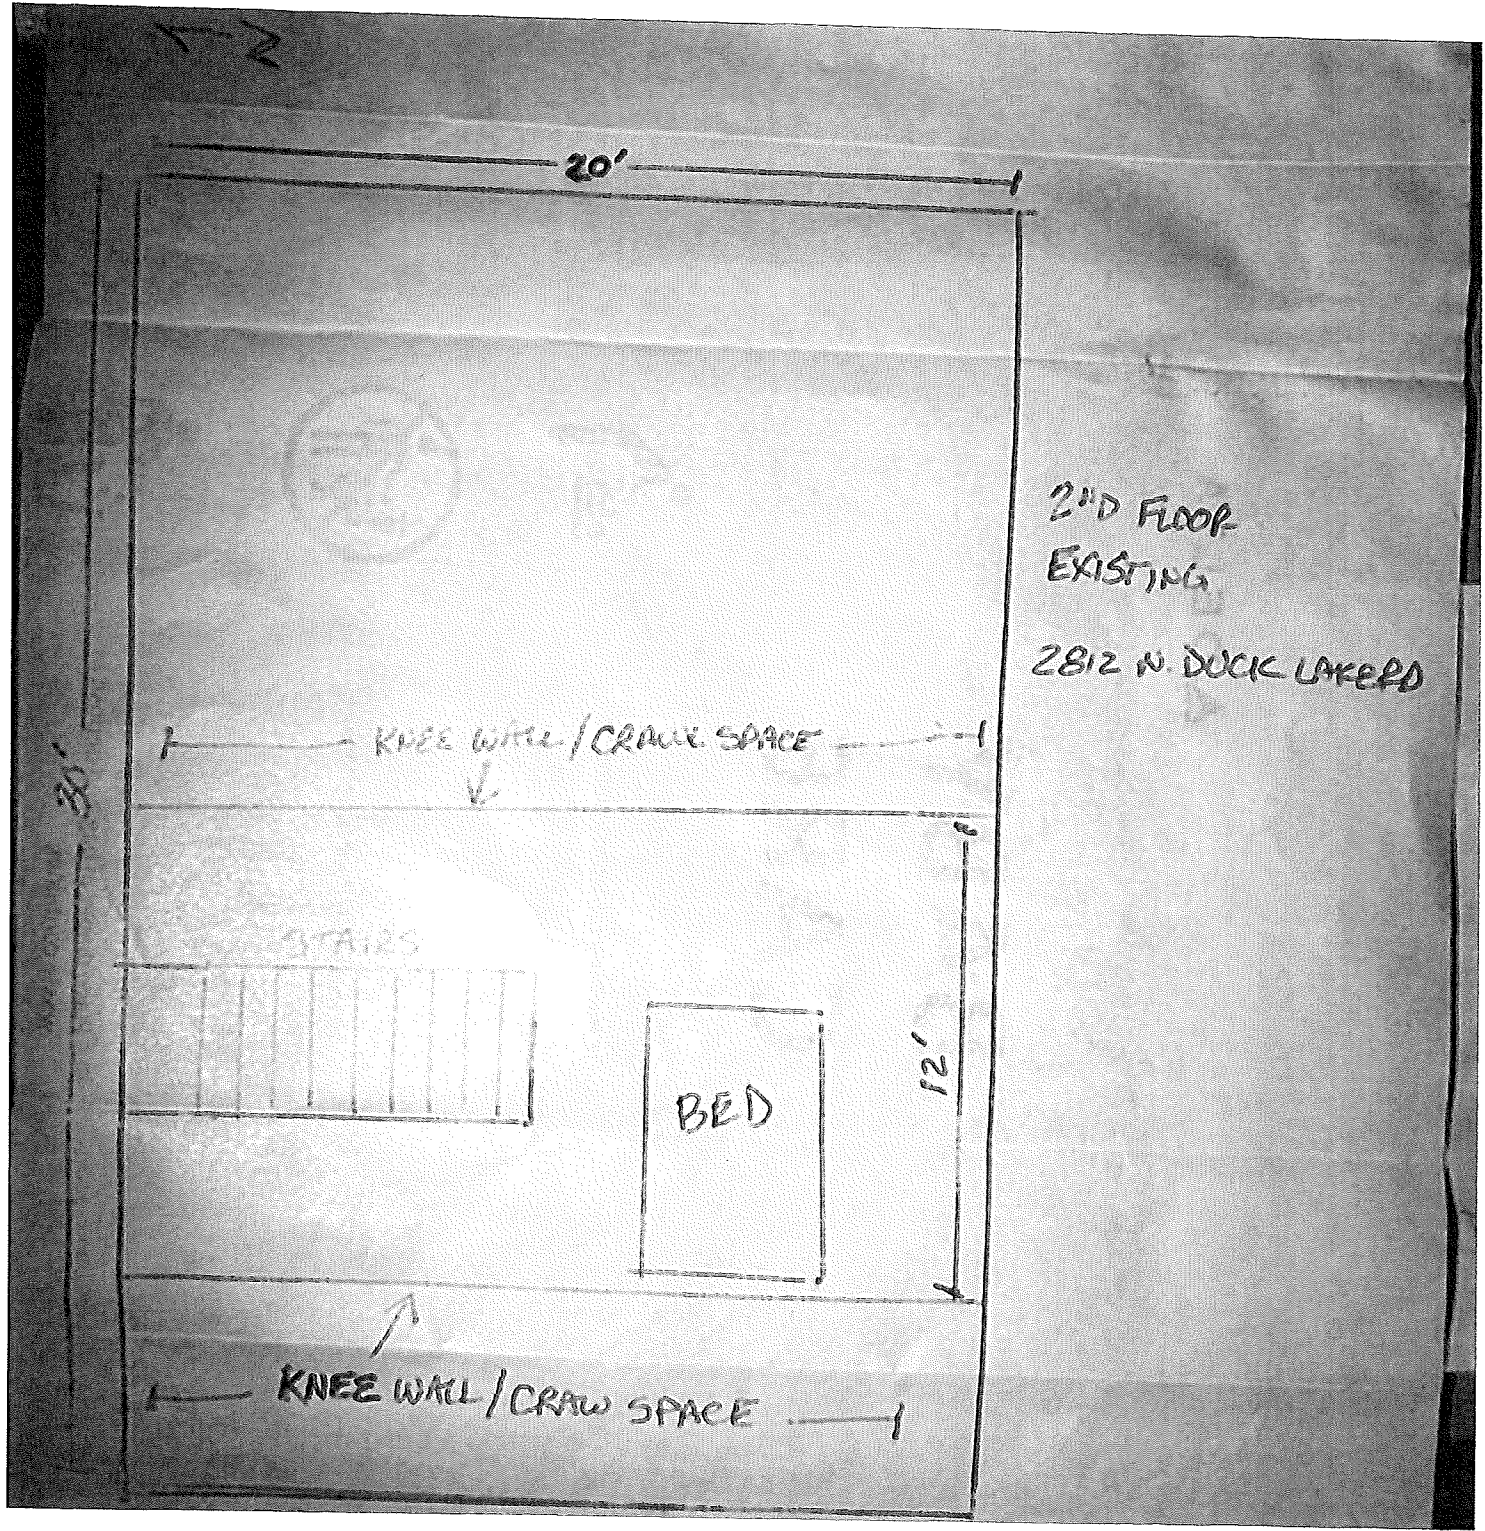 20'
2ND FLOOR
EXISTING
2812 N. DUCK LAKE RD
KNEE WALL/CRAWL SPACE
30'
STAIRS
BED
12'
KNEE WALL/CRAW SPACE